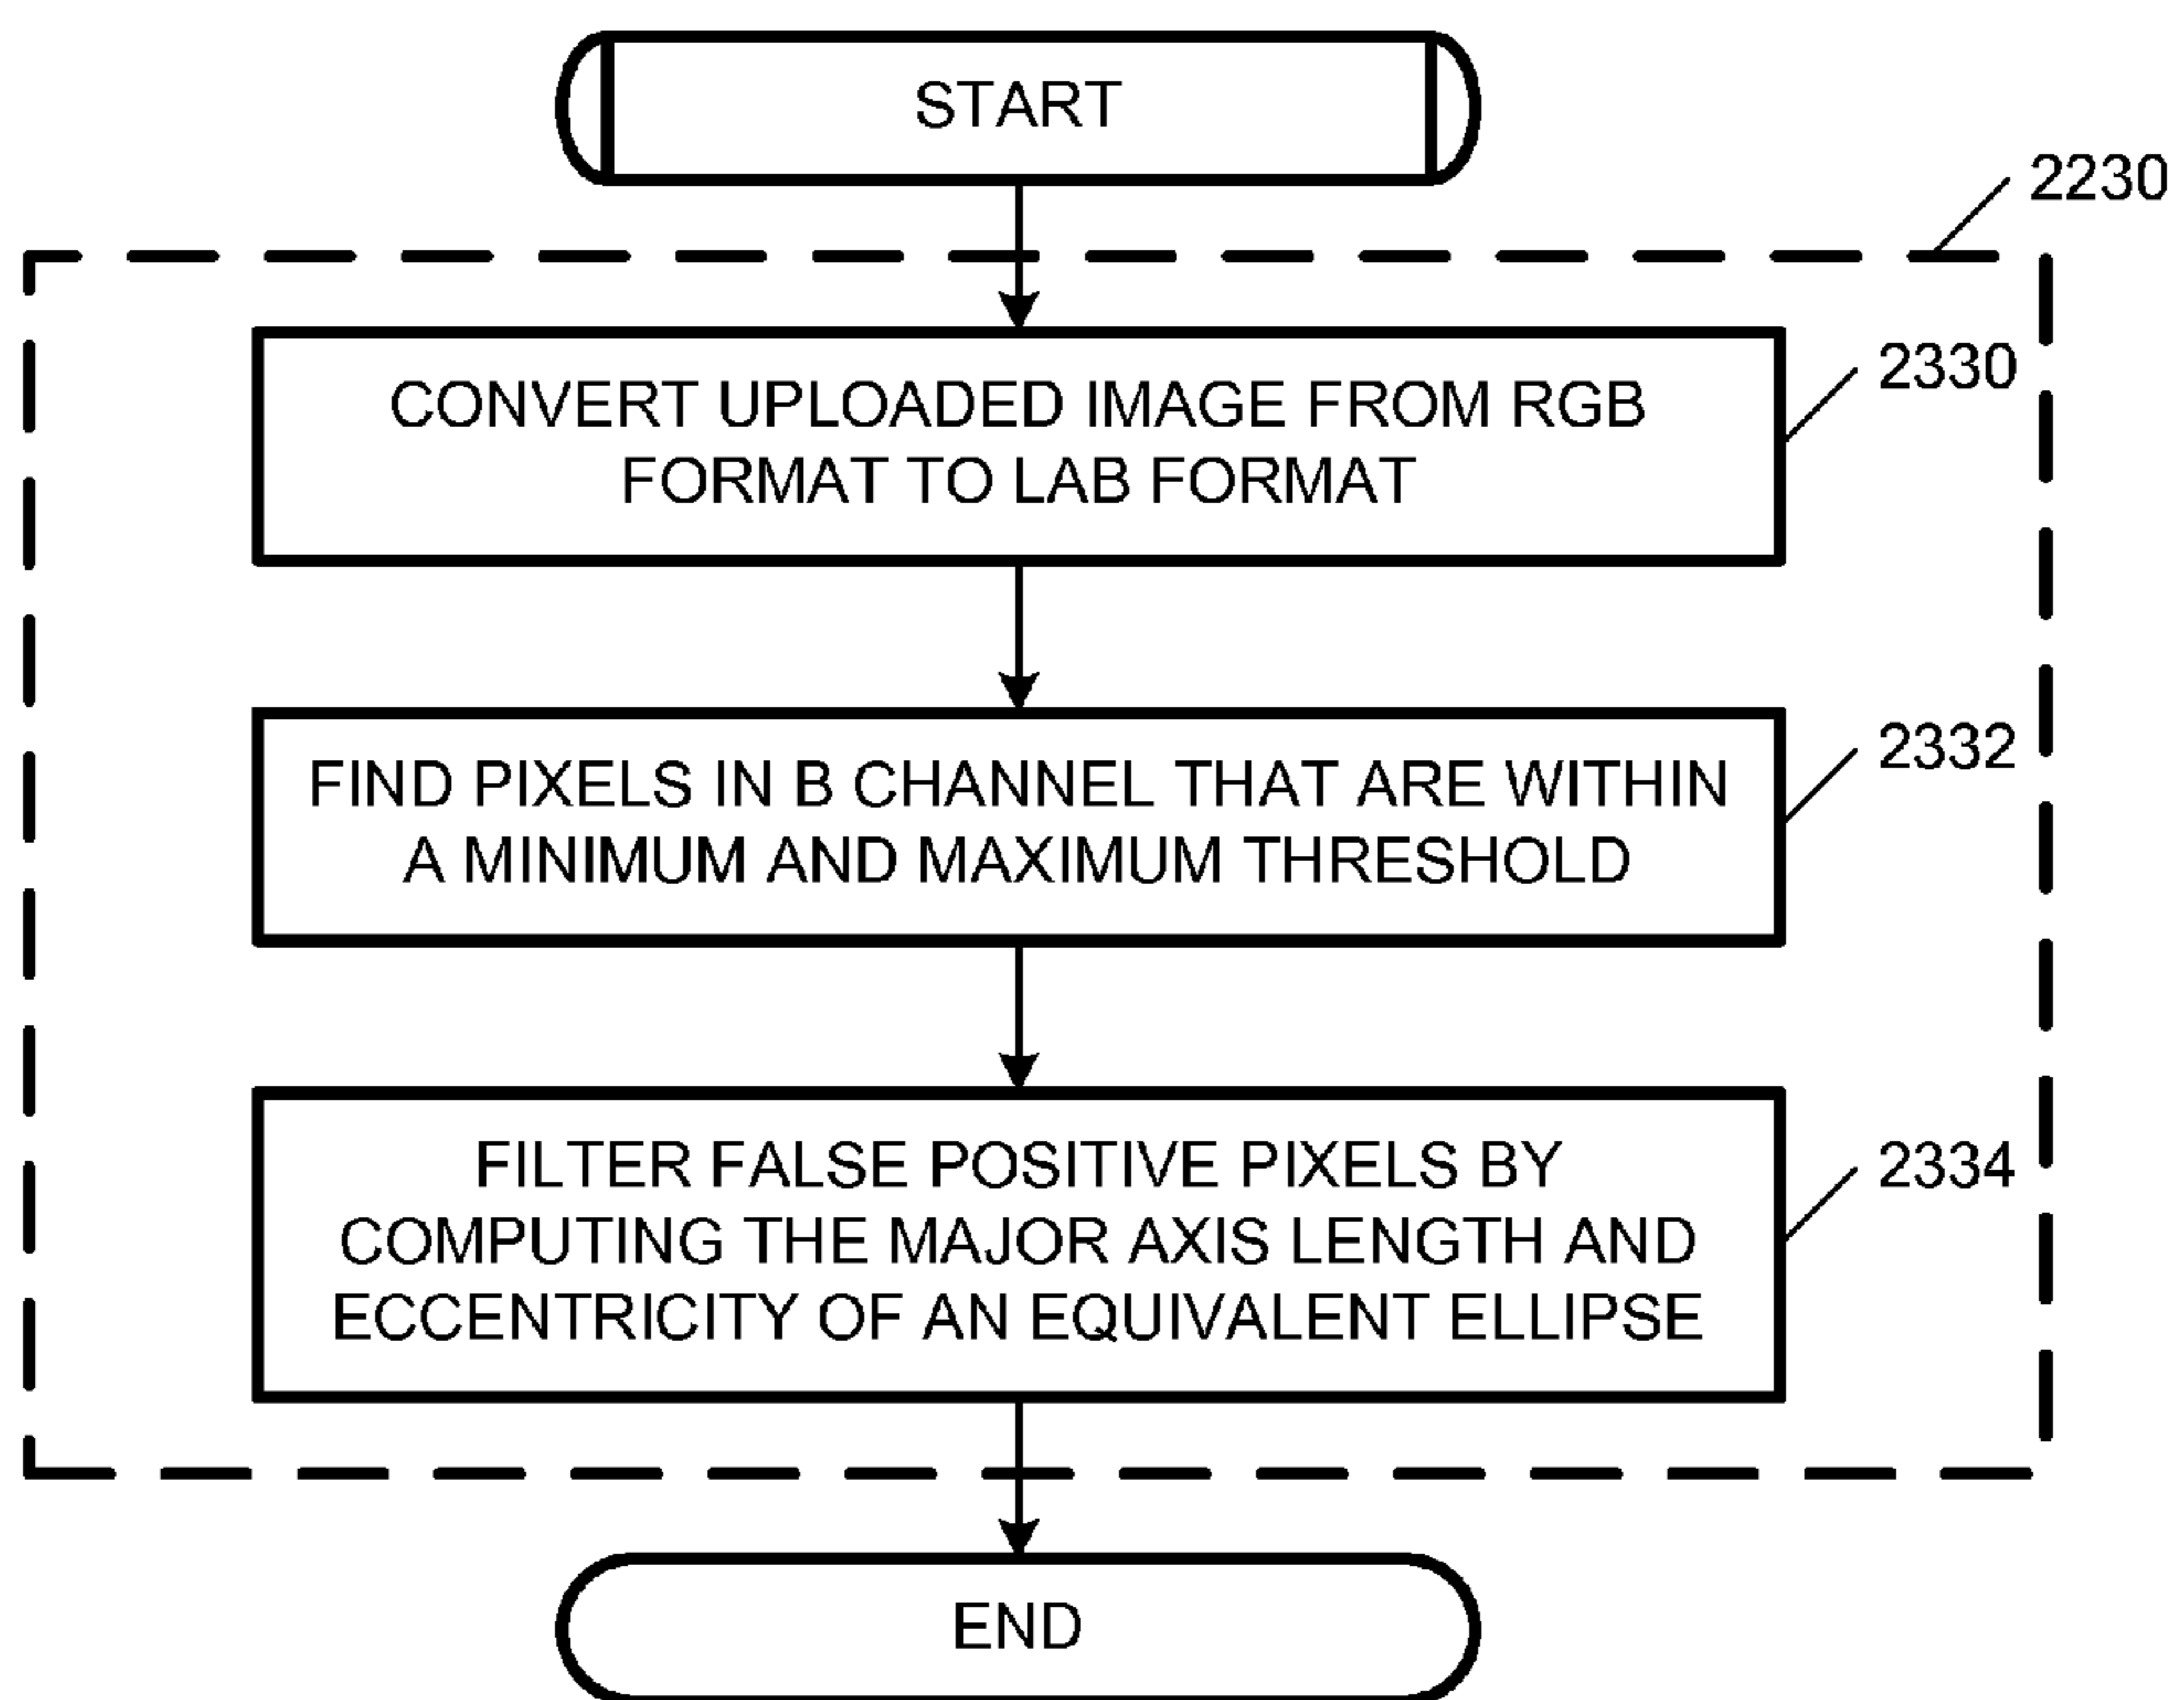 START
2230
CONVERT UPLOADED IMAGE FROM RGB
FORMAT TO LAB FORMAT
2330
FIND PIXELS IN B CHANNEL THAT ARE WITHIN
A MINIMUM AND MAXIMUM THRESHOLD
2332
FILTER FALSE POSITIVE PIXELS BY
COMPUTING THE MAJOR AXIS LENGTH AND
ECCENTRICITY OF AN EQUIVALENT ELLIPSE
2334
END